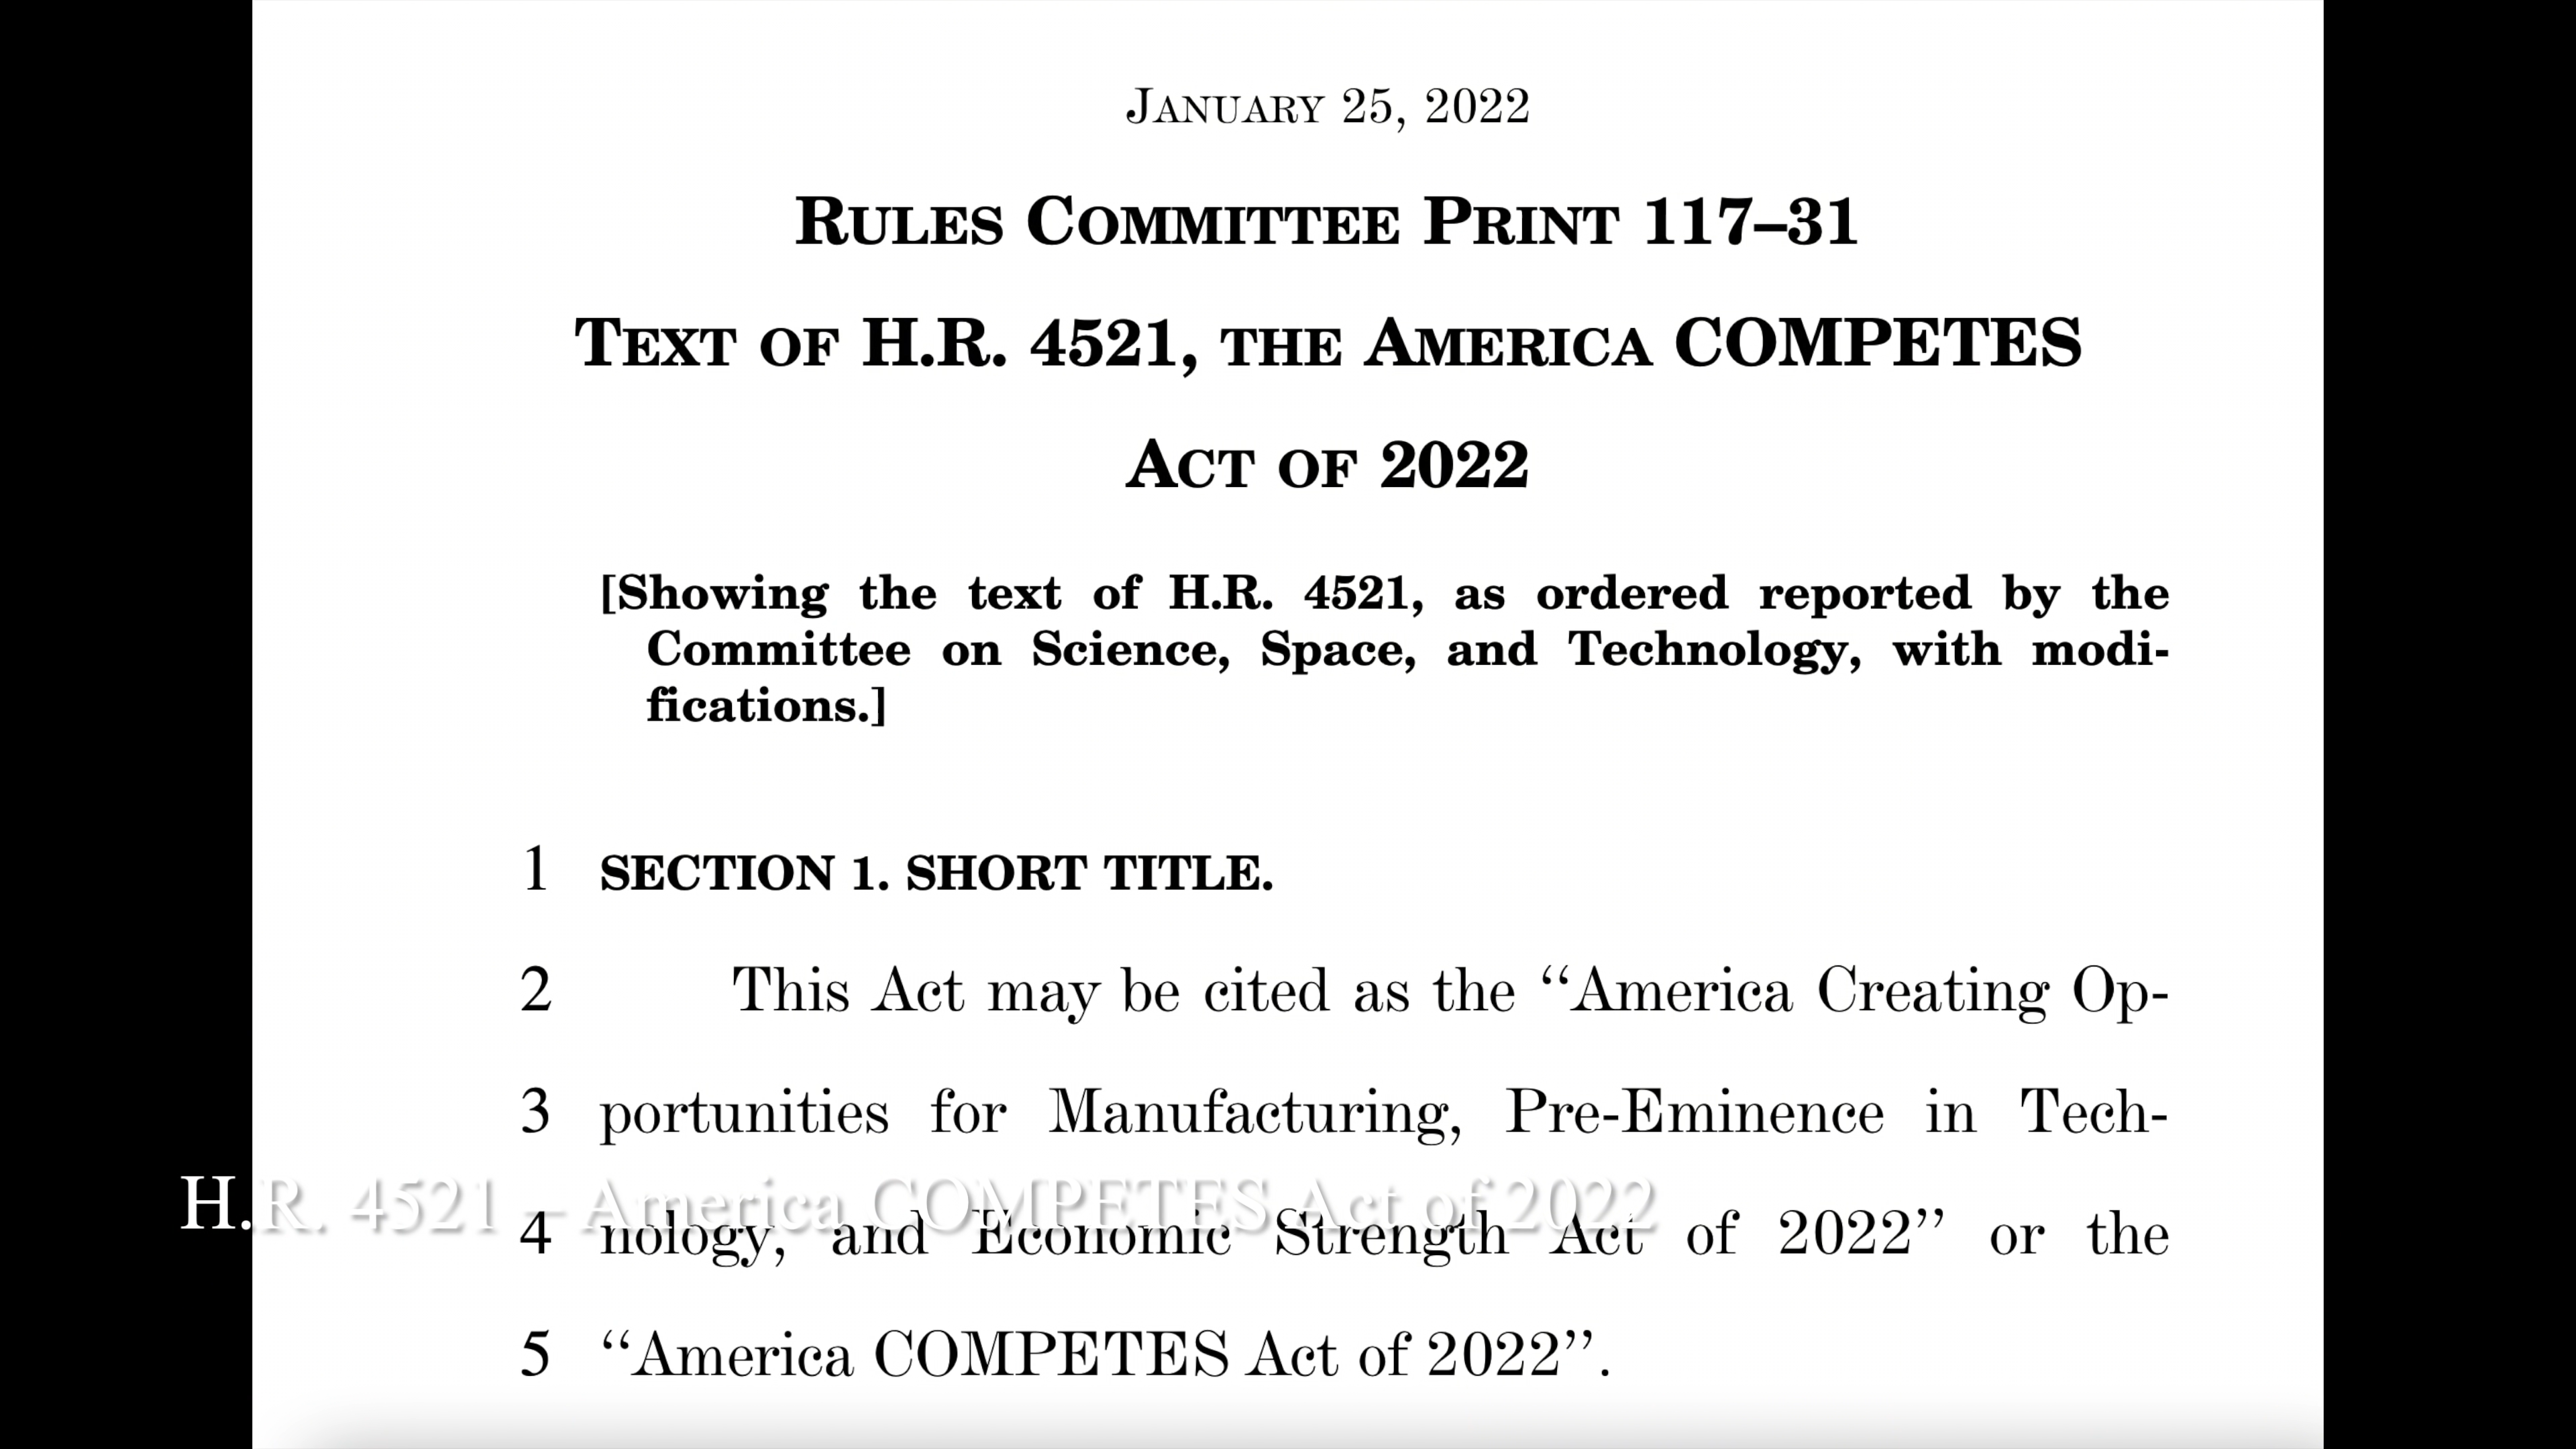 JANUARY 25, 2022
RULES COMMITTEE PRINT 117–31
TEXT OF H.R. 4521, THE AMERICA COMPETES
ACT OF 2022
[Showing the text of H.R. 4521, as ordered reported by the
Committee on Science, Space, and Technology, with modi-
fications.]
1 SECTION 1. SHORT TITLE.
2 This Act may be cited as the ‘‘America Creating Op-
3 portunities for Manufacturing, Pre-Eminence in Tech-
H.R. 4521 – America COMPETES Act of 2022
4 nology, and Economic Strength Act of 2022’’ or the
5 ‘‘America COMPETES Act of 2022’’.